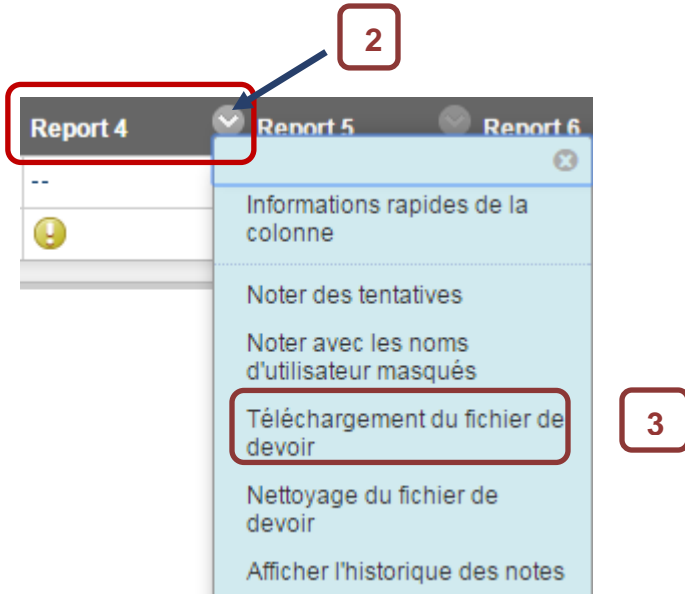 2
Report 4 Report 5 Report 6
--
Informations rapides de la
colonne
Noter des tentatives
Noter avec les noms
d'utilisateur masqués
Téléchargement du fichier de
devoir
3
Nettoyage du fichier de
devoir
Afficher l'historique des notes